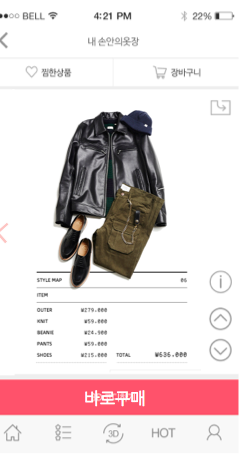 BELL 4:21 PM 22%
내 손안의옷장
찜한상품 장바구니
STYLE MAP 06
ITEM
OUTER ₩279.000
KNIT ₩59.000
BEANIE ₩24.500
PANTS ₩59.000
SHOES ₩215.000 TOTAL ₩636.000
바로구매
3D HOT